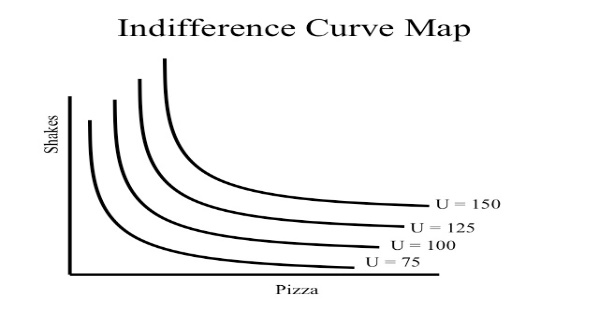 Indifference Curve Map
Shakes
U = 150
U = 125
U = 100
U = 75
Pizza